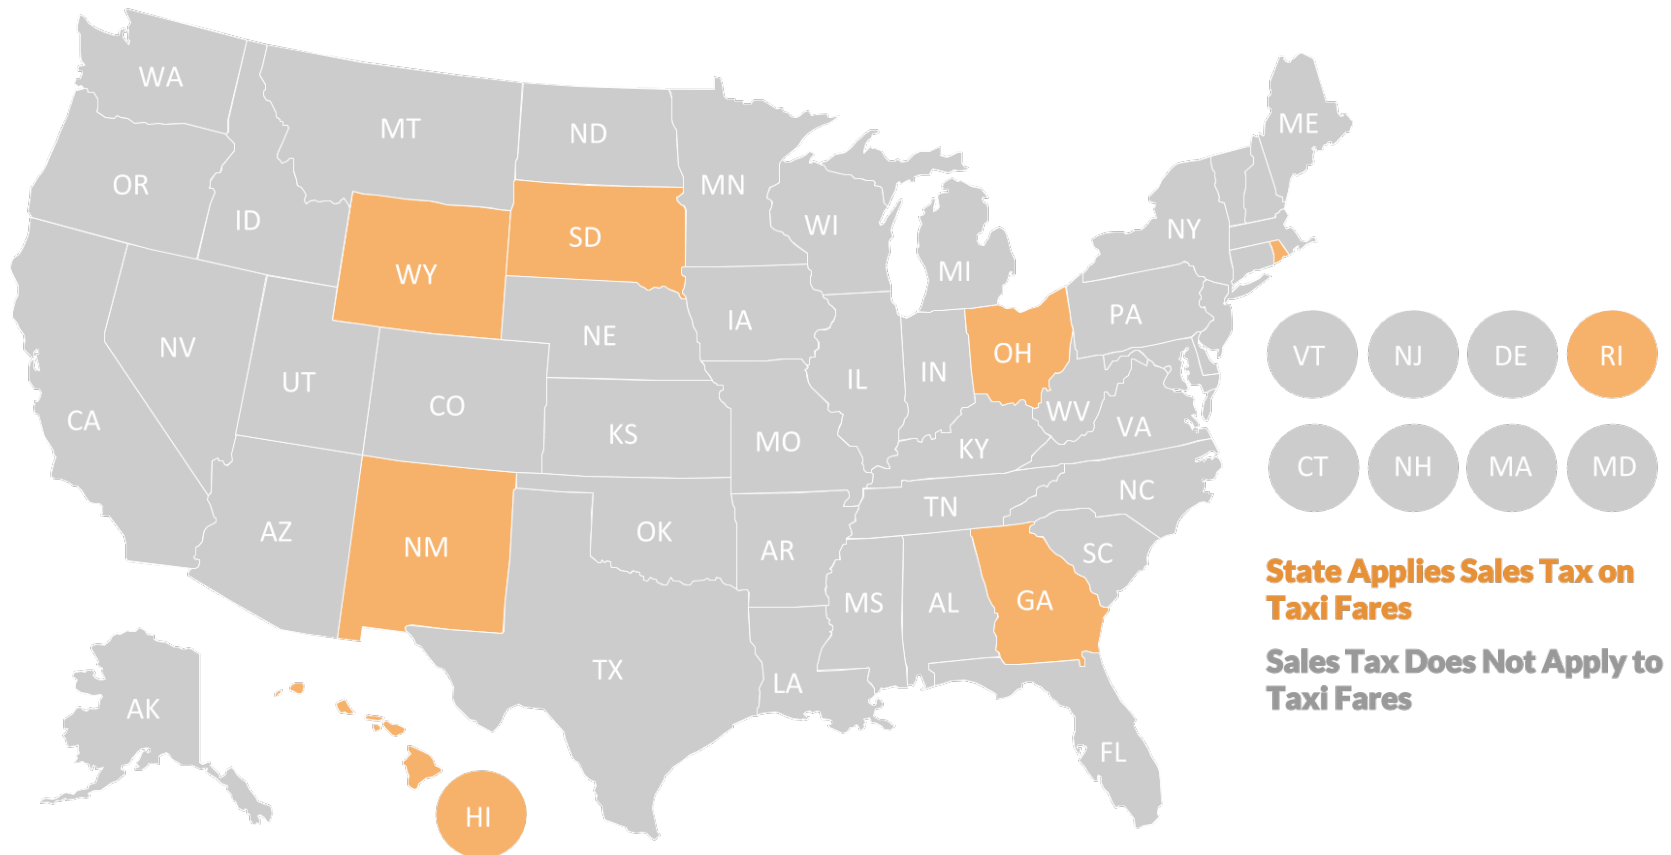 WA
MT
ND
MN
OR
ID
WY
SD
WI
MI
NY
ME
NV
UT
CO
NE
IA
IL
IN
OH
PA
CA
KS
MO
KY
WV
VA
AZ
NM
OK
AR
TN
NC
SC
MS
AL
GA
TX
LA
FL
AK
HI
VT NJ DE RI
CT NH MA MD
State Applies Sales Tax on
Taxi Fares
Sales Tax Does Not Apply to
Taxi Fares